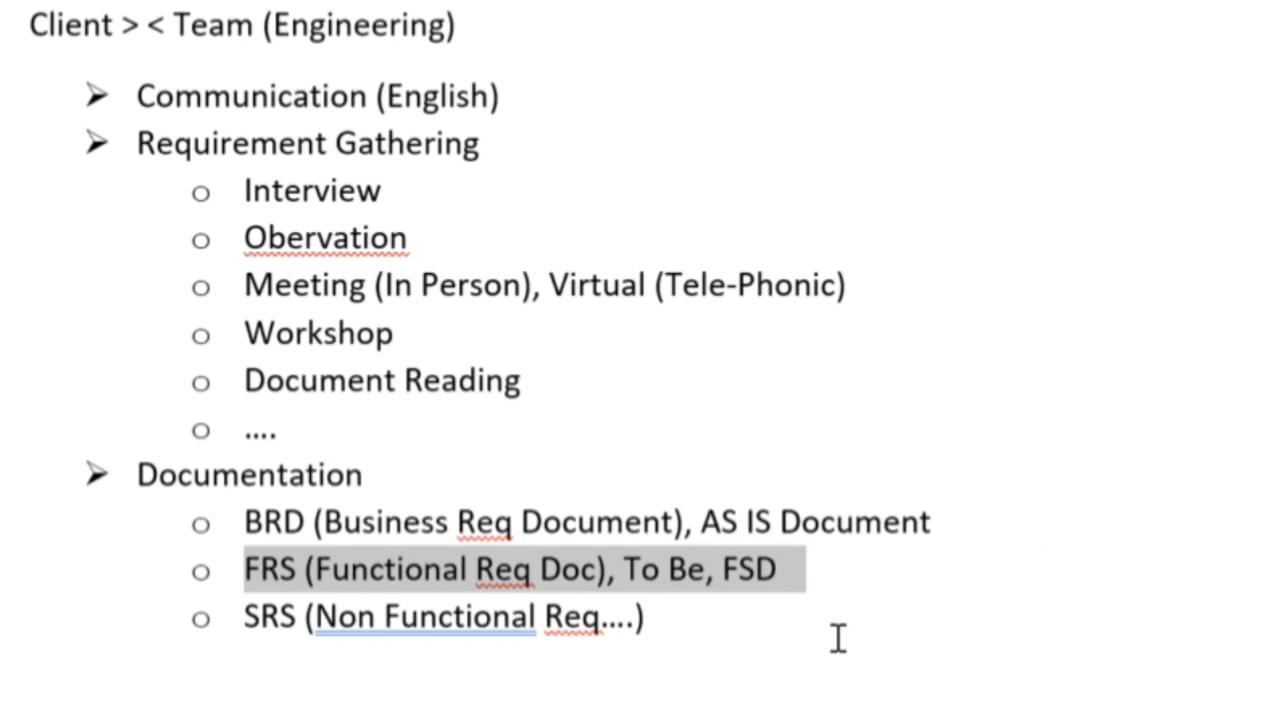 Client > < Team (Engineering)
➢ Communication (English)
➢ Requirement Gathering
o Interview
o Obervation
o Meeting (In Person), Virtual (Tele-Phonic)
o Workshop
o Document Reading
o ....
➢ Documentation
o BRD (Business Req Document), AS IS Document
o FRS (Functional Req Doc), To Be, FSD
o SRS (Non Functional Req....)